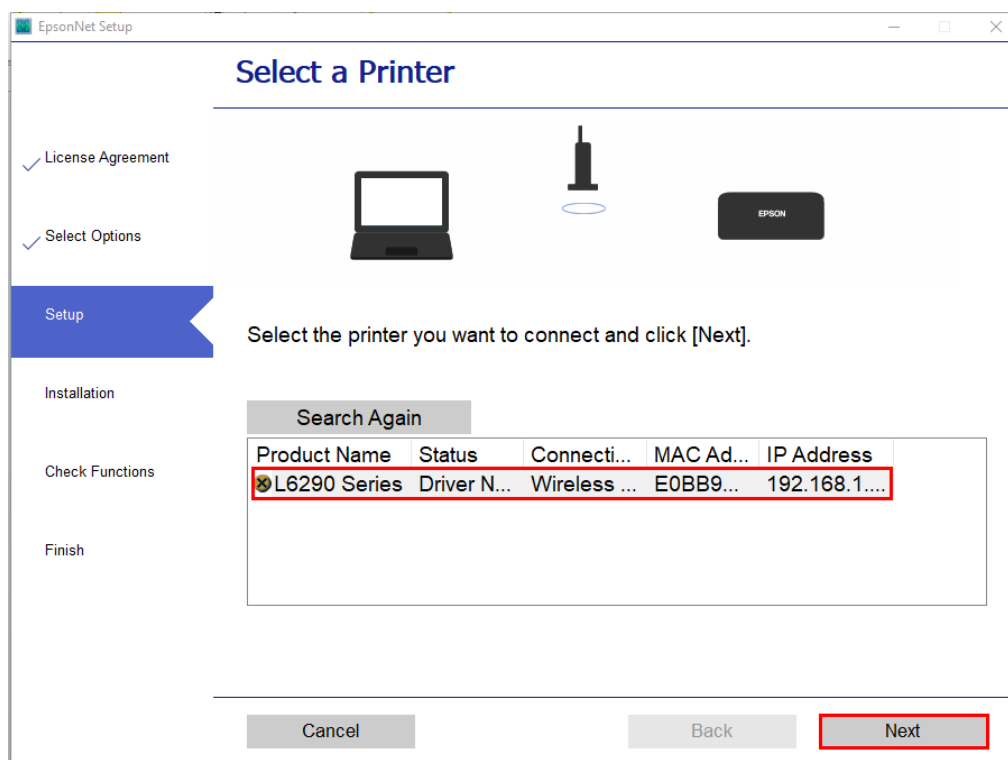 EpsonNet Setup
Select a Printer
License Agreement
Select Options
Setup
Installation
Check Functions
Finish
EPSON
Select the printer you want to connect and click [Next].
Search Again
Product Name Status Connecti... MAC Ad... IP Address
L6290 Series Driver N... Wireless ... E0BB9... 192.168.1....
Cancel Back Next